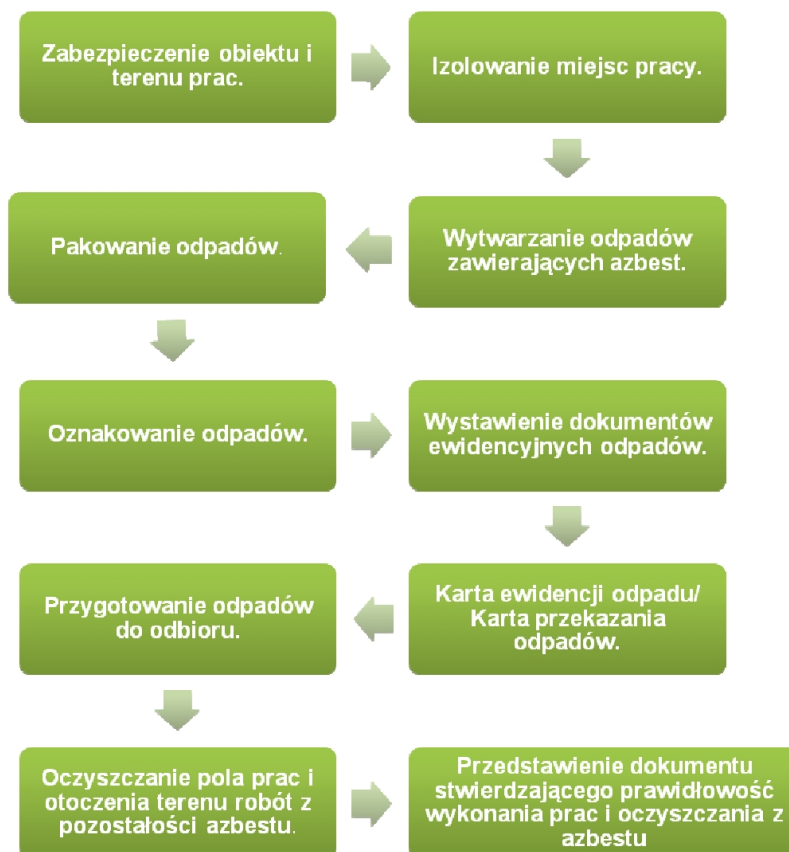 Zabezpieczenie obiektu i
terenu prac.
Izolowanie miejsc pracy.
Wytwarzanie odpadów
zawierających azbest.
Pakowanie odpadów.
Oznakowanie odpadów.
Wystawienie dokumentów
ewidencyjnych odpadów.
Karta ewidencji odpadu/
Karta przekazania
odpadów.
Przygotowanie odpadów
do odbioru.
Oczyszczanie pola prac i
otoczenia terenu robót z
pozostałości azbestu.
Przedstawienie dokumentu
stwierdzającego prawidłowość
wykonania prac i oczyszczania z
azbestu